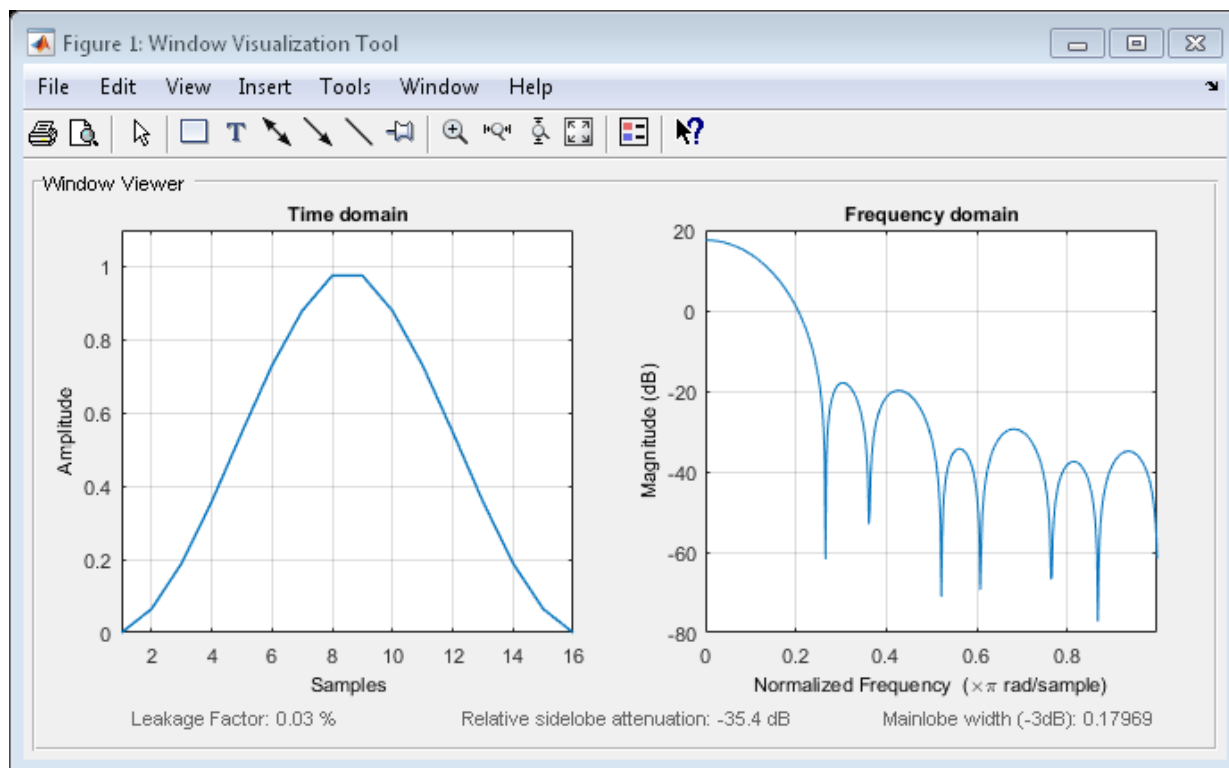 Figure 1: Window Visualization Tool
File Edit View Insert Tools Window Help
T
?
Window Viewer
Time domain
1
0.8
0.6
0.4
0.2
0
Amplitude
2 4 6 8 10 12 14 16
Samples
Frequency domain
20
0
-20
-40
-60
-80
Magnitude (dB)
0 0.2 0.4 0.6 0.8
Normalized Frequency (×π rad/sample)
Leakage Factor: 0.03 % Relative sidelobe attenuation: -35.4 dB Mainlobe width (-3dB): 0.17969